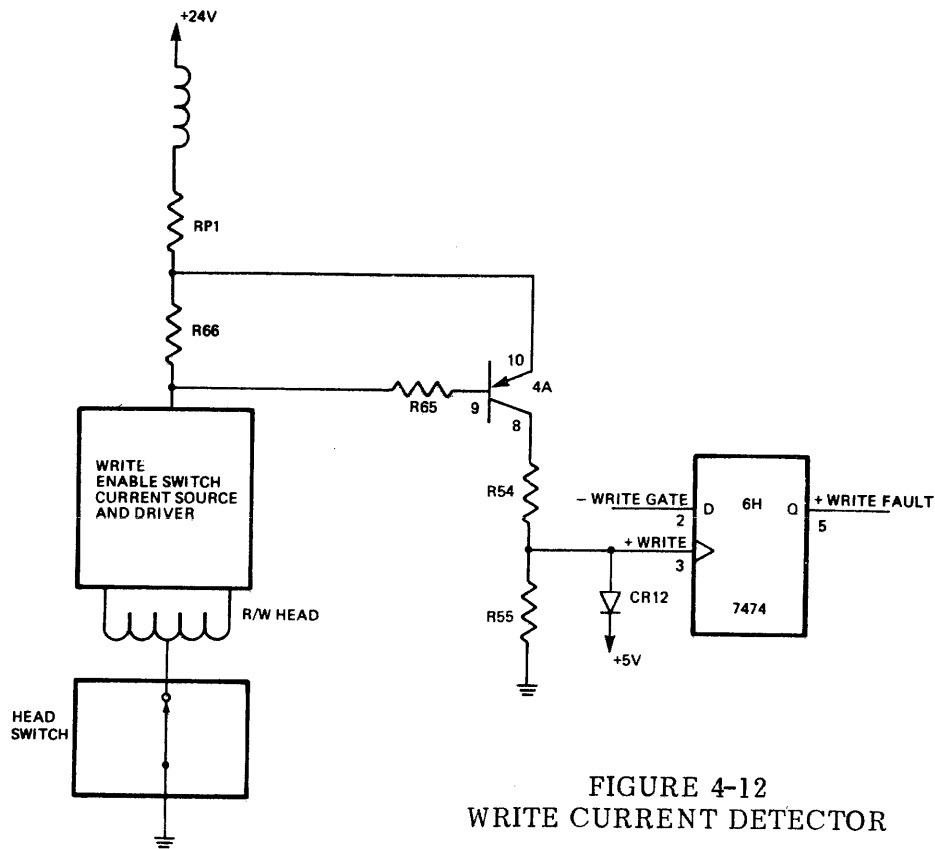 +24V
RP1
R66
10
4A
R65
9
8
WRITE
ENABLE SWITCH
CURRENT SOURCE
AND DRIVER
R54
– WRITE GATE
2
D
6H
Q
+ WRITE FAULT
5
+ WRITE
3
R/W HEAD
R55
CR12
7474
+5V
HEAD
SWITCH
FIGURE 4-12
WRITE CURRENT DETECTOR